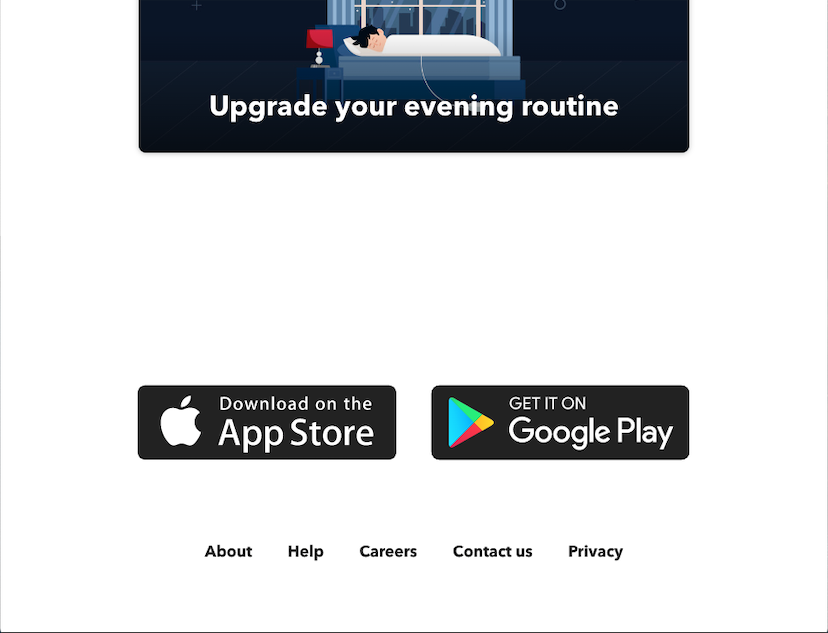 Upgrade your evening routine
Download on the
App Store
GET IT ON
Google Play
About Help Careers Contact us Privacy